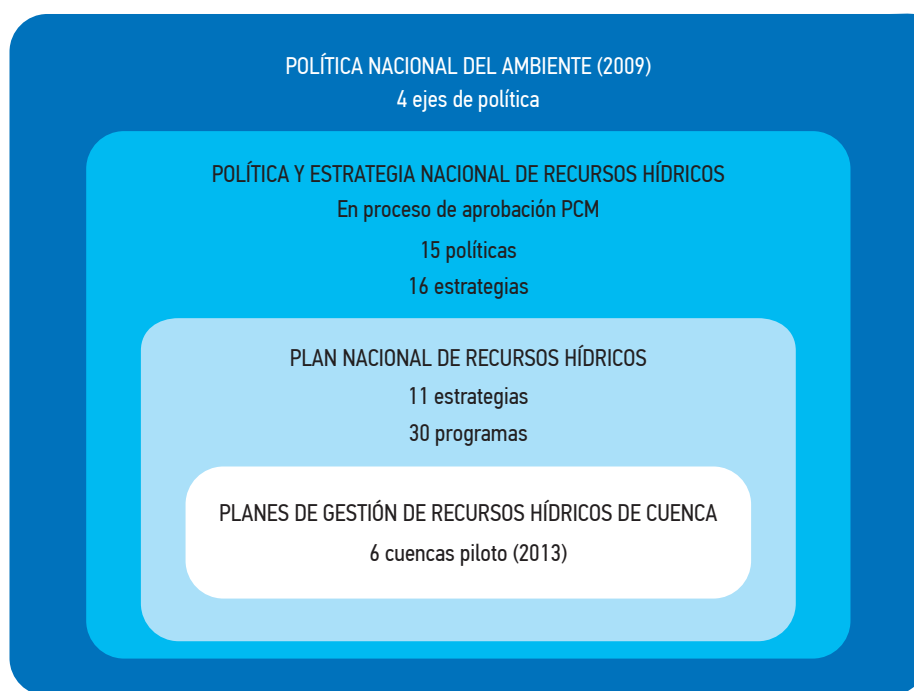 POLÍTICA NACIONAL DEL AMBIENTE (2009)
4 ejes de política
POLÍTICA Y ESTRATEGIA NACIONAL DE RECURSOS HÍDRICOS
En proceso de aprobación PCM
15 políticas
16 estrategias
PLAN NACIONAL DE RECURSOS HÍDRICOS
11 estrategias
30 programas
PLANES DE GESTIÓN DE RECURSOS HÍDRICOS DE CUENCA
6 cuencas piloto (2013)